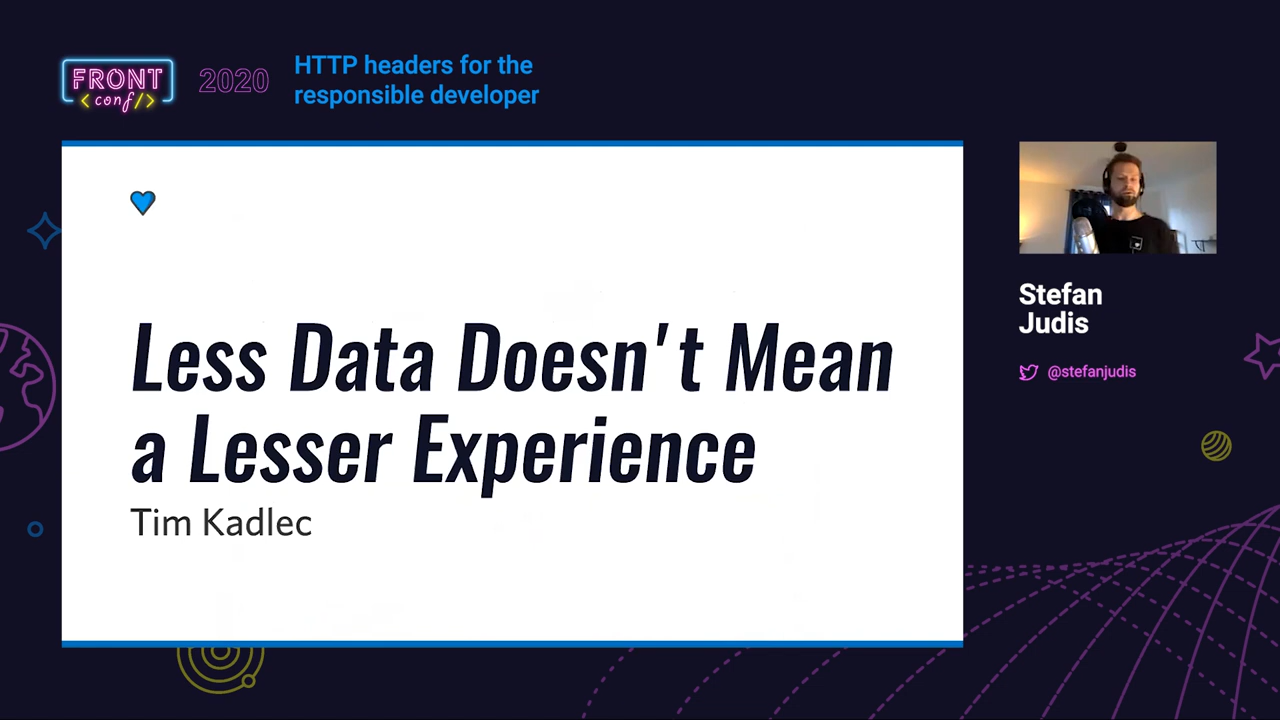 FRONT
<conf/>
2020
HTTP headers for the
responsible developer
Less Data Doesn't Mean
a Lesser Experience
Tim Kadlec
Stefan
Judis
@stefanjudis